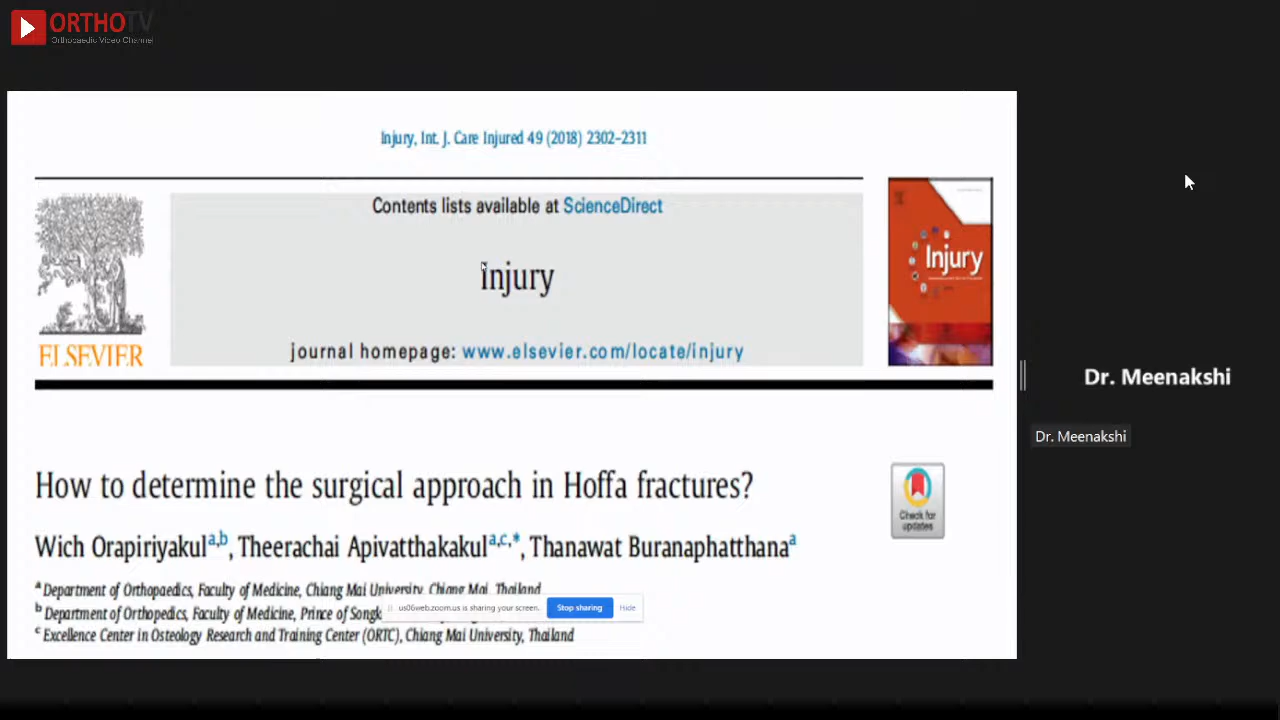 ORTHOTV
Orthopaedic Video Channel
Injury, Int. J. Care Injured 49 (2018) 2302–2311
Contents lists available at ScienceDirect
Injury
journal homepage: www.elsevier.com/locate/injury
ELSEVIER
Injury
How to determine the surgical approach in Hoffa fractures?
Check for
updates
Wich Orapiriyakul a,b, Theerachai Apivatthakakul a,c,*, Thanawat Buranaphatthana a
a Department of Orthopaedics, Faculty of Medicine, Chiang Mai University, Chiang Mai, Thailand
b Department of Orthopedics, Faculty of Medicine, Prince of Songk
c Excellence Center in Osteology Research and Training Center (ORTC), Chiang Mai University, Thailand
us06web.zoom.us is sharing your screen.
Stop sharing
Hide
Dr. Meenakshi
Dr. Meenakshi